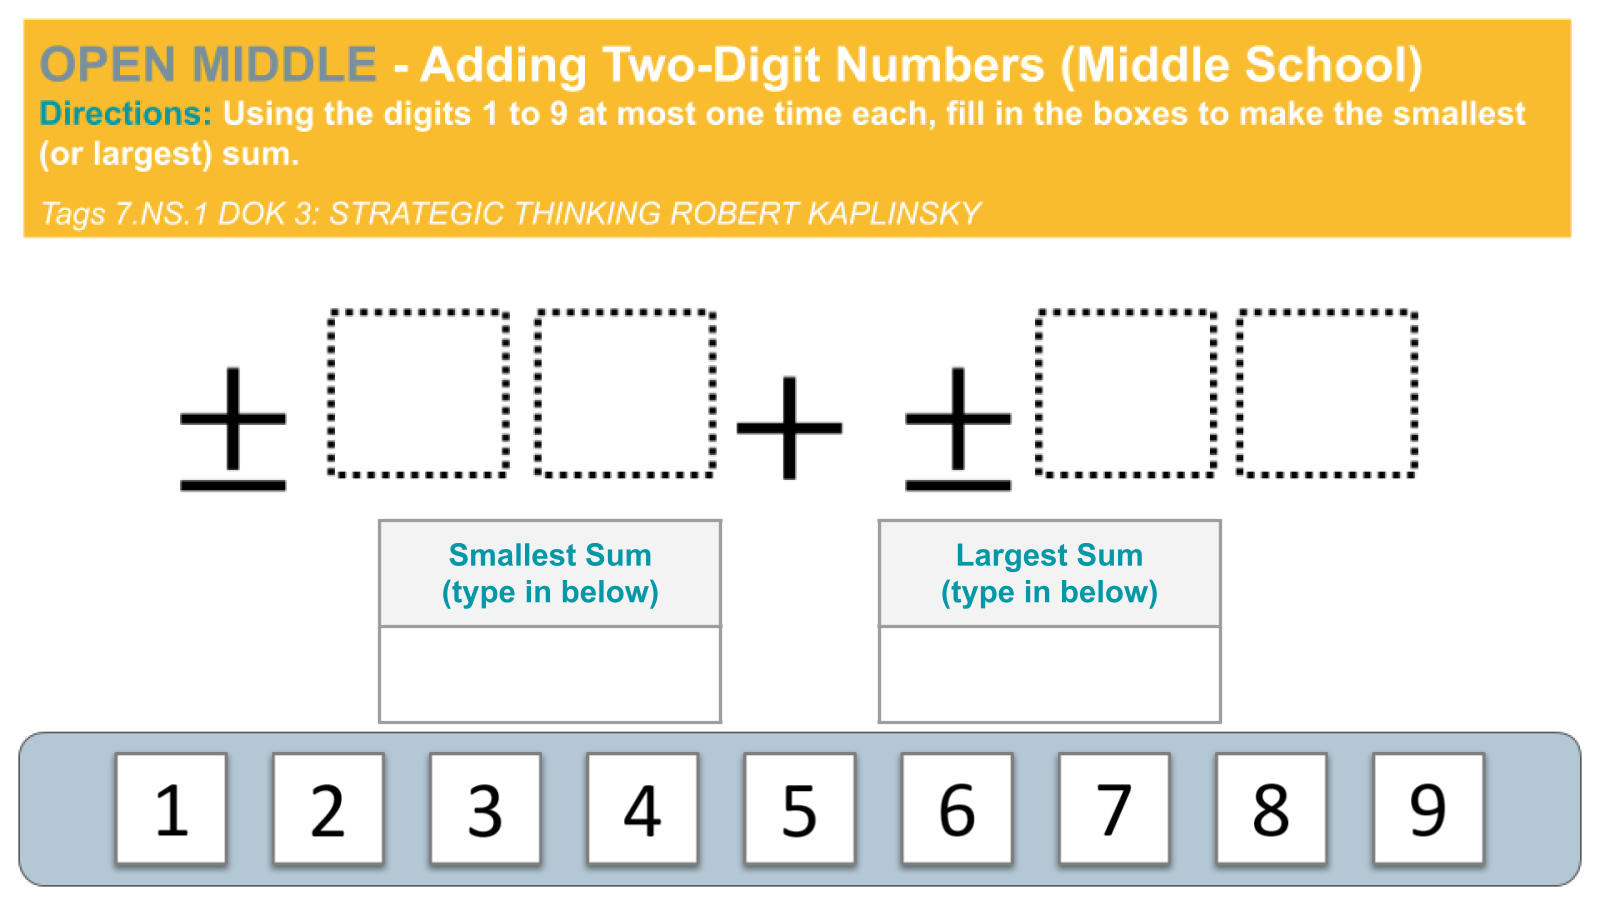 OPEN MIDDLE - Adding Two-Digit Numbers (Middle School)
Directions: Using the digits 1 to 9 at most one time each, fill in the boxes to make the smallest
(or largest) sum.
Tags 7.NS.1 DOK 3: STRATEGIC THINKING ROBERT KAPLINSKY
± + ±
Smallest Sum
(type in below)
Largest Sum
(type in below)
1 2 3 4 5 6 7 8 9